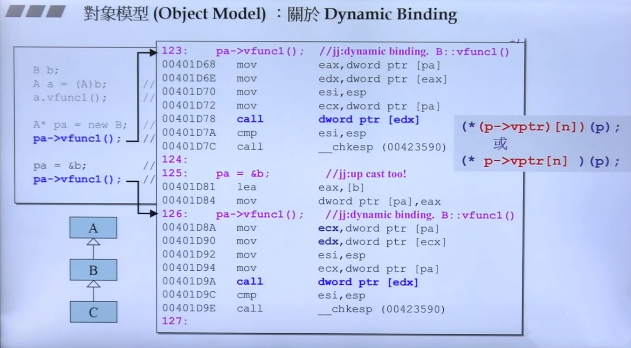 對象模型 (Object Model) ：關於 Dynamic Binding
B b;
A a = (A)b; //
a.vfunc1(); //
A* pa = new B; //
pa->vfunc1(); //
pa = &b; //
pa->vfunc1(); //
123: pa->vfunc1(); //jj:dynamic binding. B::vfunc1()
00401D68 mov eax,dword ptr [pa]
00401D6E mov edx,dword ptr [eax]
00401D70 mov esi,esp
00401D72 mov ecx,dword ptr [pa]
00401D78 call dword ptr [edx]
00401D7A cmp esi,esp
00401D7C call __chkesp (00423590)
124:
125: pa = &b; //jj:up cast too!
00401D81 lea eax,[b]
00401D84 mov dword ptr [pa],eax
126: pa->vfunc1(); //jj:dynamic binding. B::vfunc1()
00401D8A mov ecx,dword ptr [pa]
00401D90 mov edx,dword ptr [ecx]
00401D92 mov esi,esp
00401D94 mov ecx,dword ptr [pa]
00401D9A call dword ptr [edx]
00401D9C cmp esi,esp
00401D9E call __chkesp (00423590)
127:
(*(p->vptr)[n])(p);
或
(* p->vptr[n] )(p);
A
B
C